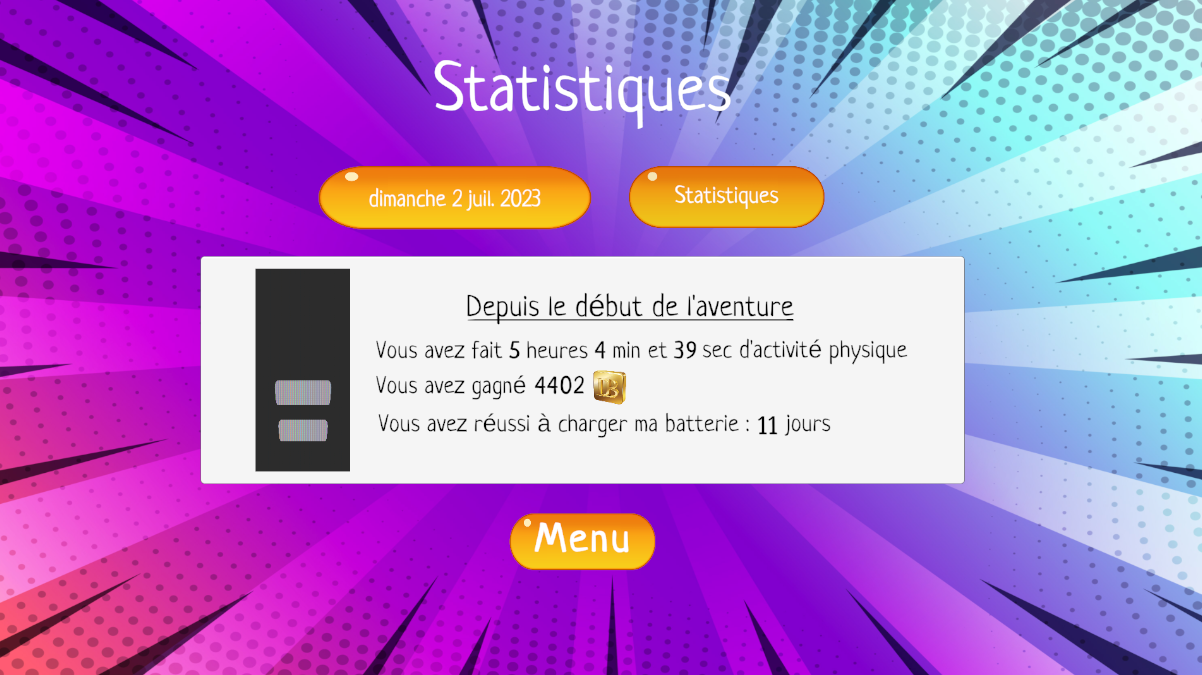 Statistiques
dimanche 2 juil. 2023
Statistiques
Depuis le début de l'aventure
Vous avez fait 5 heures 4 min et 39 sec d'activité physique
Vous avez gagné 4402 LB
Vous avez réussi à charger ma batterie : 11 jours
Menu